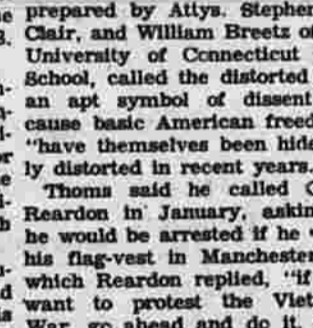 prepared by Attys. Stephen
Clair, and William Breetz of
University of Connecticut
School, called the distorted
an apt symbol of dissent
cause basic American freed
"have themselves been hide
ly distorted in recent years.
Thoms said he called
Reardon in January, askin
he would be arrested if he
his flag-vest in Manchester
which Reardon replied, "if
want to protest the Viet
War, go ahead and do it.